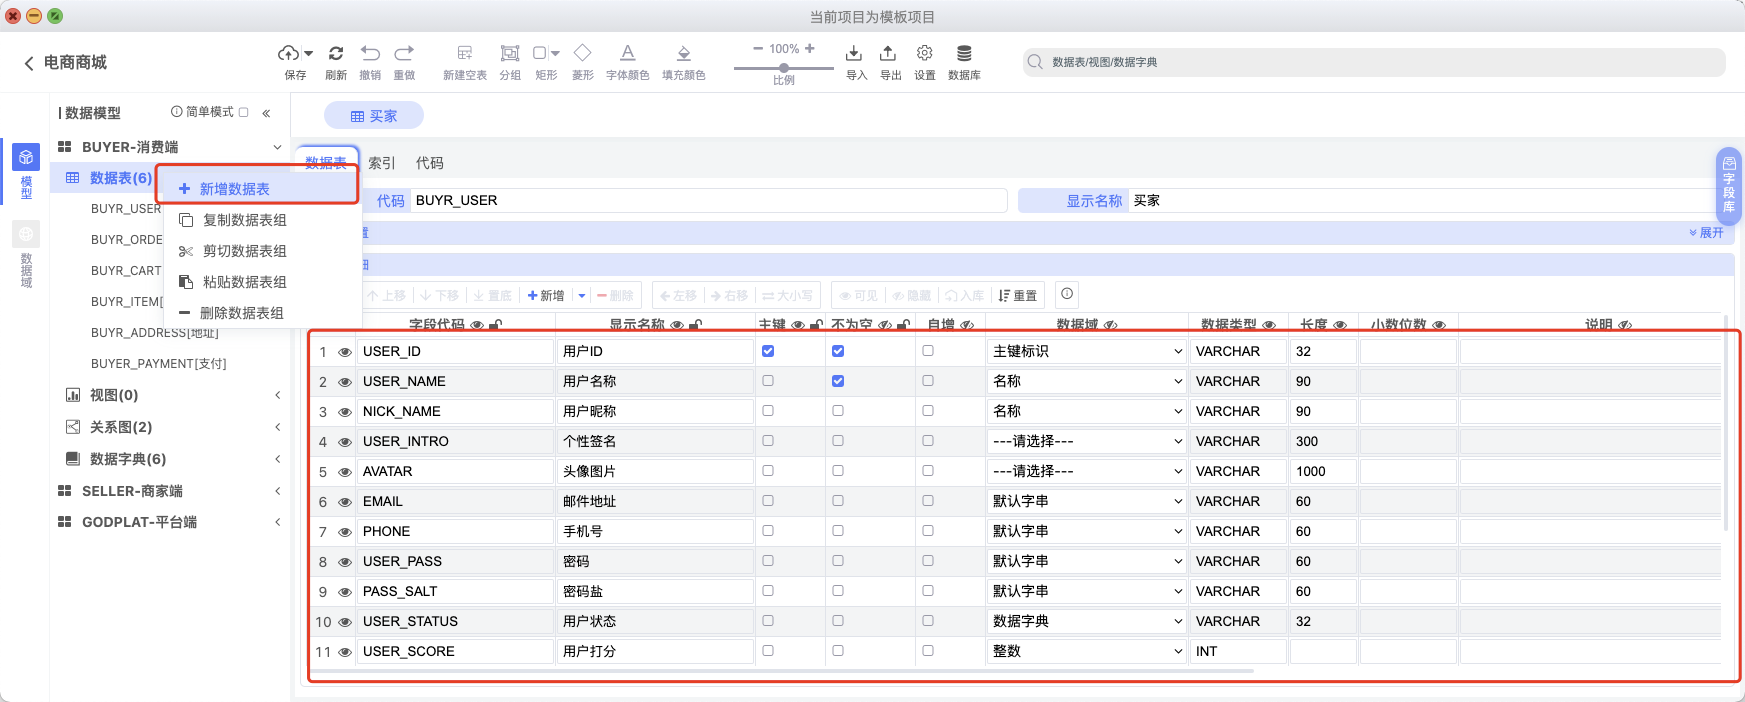 当前项目为模板项目
电商商城
保存
刷新
撤销
重做
新建空表
分组
矩形
菱形
字体颜色
填充颜色
100%
比例
导入
导出
设置
数据库
数据表/视图/数据字典
模型
数据域
数据模型
简单模式
BUYER-消费端
数据表(6)
BUYR_USER
BUYR_ORDE
BUYR_CART
BUYR_ITEM[
BUYR_ADDRESS[地址]
BUYER_PAYMENT[支付]
视图(0)
关系图(2)
数据字典(6)
SELLER-商家端
GODPLAT-平台端
新增数据表
复制数据表组
剪切数据表组
粘贴数据表组
删除数据表组
买家
数据表 索引 代码
代码 BUYR_USER 显示名称 买家
置 展开
细
上移 下移 置底 新增 删除 左移 右移 大小写 可见 隐藏 入库 重置
字段代码 显示名称 主键 不为空 自增 数据域 数据类型 长度 小数位数 说明
1 USER_ID 用户ID 主键标识 VARCHAR 32
2 USER_NAME 用户名称 名称 VARCHAR 90
3 NICK_NAME 用户昵称 名称 VARCHAR 90
4 USER_INTRO 个性签名 ---请选择--- VARCHAR 300
5 AVATAR 头像图片 ---请选择--- VARCHAR 1000
6 EMAIL 邮件地址 默认字串 VARCHAR 60
7 PHONE 手机号 默认字串 VARCHAR 60
8 USER_PASS 密码 默认字串 VARCHAR 60
9 PASS_SALT 密码盐 默认字串 VARCHAR 60
10 USER_STATUS 用户状态 数据字典 VARCHAR 32
11 USER_SCORE 用户打分 整数 INT
字段库